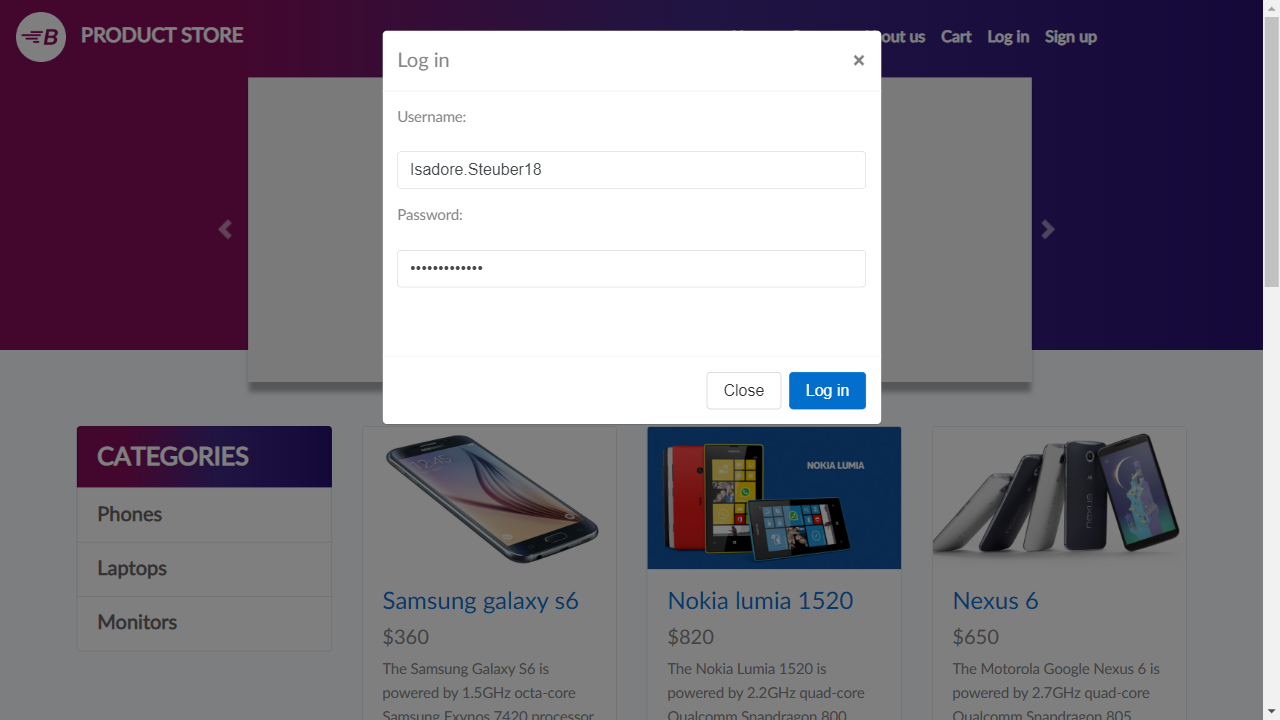 PRODUCT STORE
out us Cart Log in Sign up
Log in ×
Username:
Isadore.Steuber18
Password:
•••••••••••••
Close Log in
CATEGORIES
Phones
Laptops
Monitors
12:45
Samsung galaxy s6
$360
The Samsung Galaxy S6 is
powered by 1.5GHz octa-core
Samsung Exynos 7420 processor
NOKIA LUMIA
Nokia lumia 1520
$820
The Nokia Lumia 1520 is
powered by 2.2GHz quad-core
Qualcomm Snapdragon 800
nexus
Nexus 6
$650
The Motorola Google Nexus 6 is
powered by 2.7GHz quad-core
Qualcomm Snapdragon 805